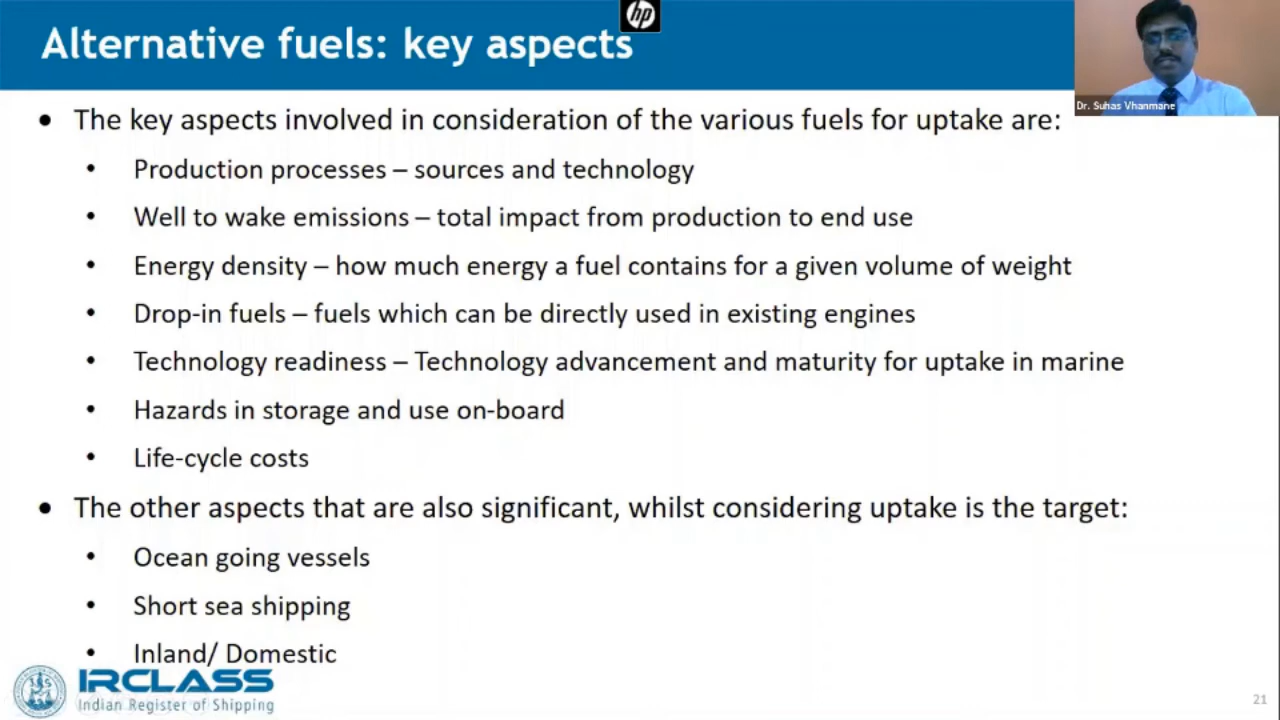 hp
Alternative fuels: key aspects
Dr. Suhas Vhanmane
• The key aspects involved in consideration of the various fuels for uptake are:
• Production processes – sources and technology
• Well to wake emissions – total impact from production to end use
• Energy density – how much energy a fuel contains for a given volume of weight
• Drop-in fuels – fuels which can be directly used in existing engines
• Technology readiness – Technology advancement and maturity for uptake in marine
• Hazards in storage and use on-board
• Life-cycle costs
• The other aspects that are also significant, whilst considering uptake is the target:
• Ocean going vessels
• Short sea shipping
• Inland/ Domestic
IRCLASS
Indian Register of Shipping
21